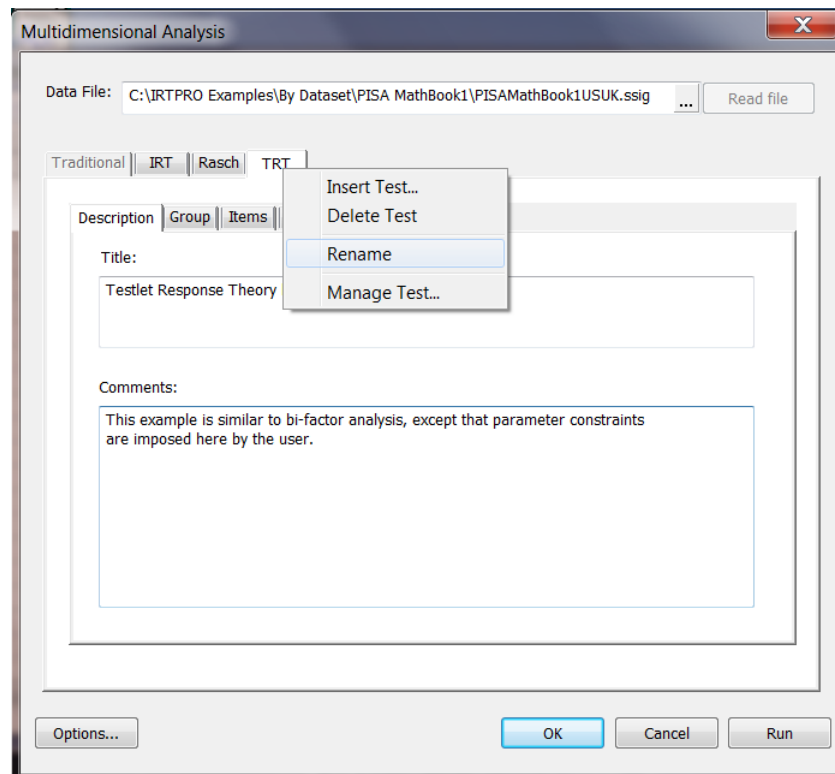 Multidimensional Analysis
X
Data File: C:\IRTPRO Examples\By Dataset\PISA MathBook1\PISAMathBook1USUK.ssig ... Read file
Traditional IRT Rasch TRT
Insert Test...
Delete Test
Rename
Manage Test...
Description Group Items
Title:
Testlet Response Theory
Comments:
This example is similar to bi-factor analysis, except that parameter constraints
are imposed here by the user.
Options... OK Cancel Run